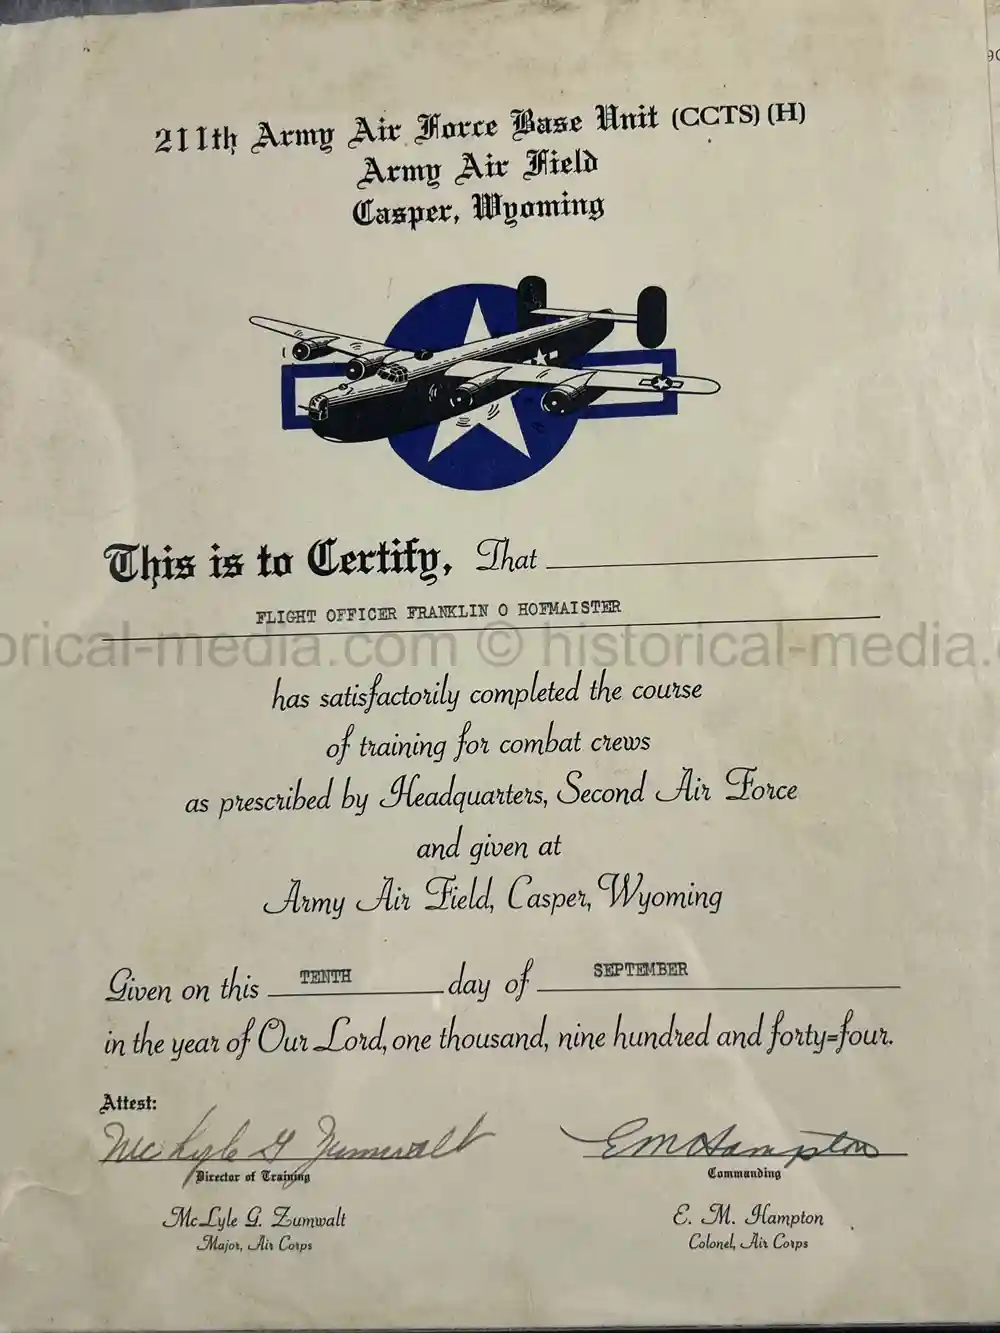 211th Army Air Force Base Unit (CCTS) (H)
Army Air Field
Casper, Wyoming
This is to Certify, That
FLIGHT OFFICER FRANKLIN O HOFMAISTER
orical-media.com © historical-media.c
has satisfactorily completed the course
of training for combat crews
as prescribed by Headquarters, Second Air Force
and given at
Army Air Field, Casper, Wyoming
Given on this TENTH day of SEPTEMBER
in the year of Our Lord, one thousand, nine hundred and forty=four.
Attest:
McLyle G Zumwalt EM Hampton
Director of Training Commanding
McLyle G. Zumwalt E. M. Hampton
Major, Air Corps Colonel, Air Corps